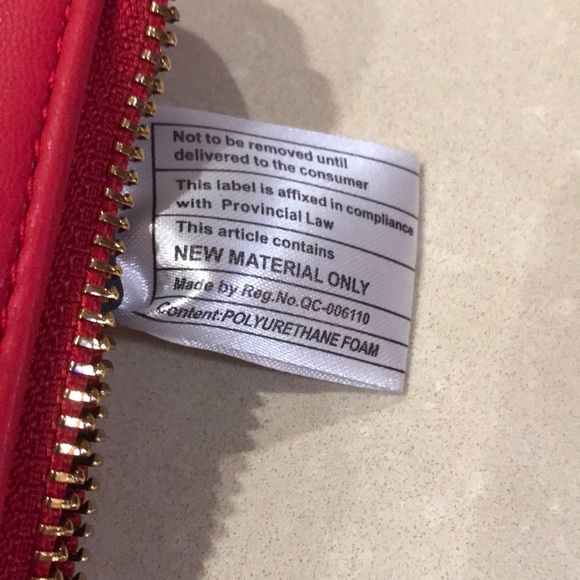 Not to be removed until
delivered to the consumer
This label is affixed in compliance
with Provincial Law
This article contains
NEW MATERIAL ONLY
Made by Reg.No.QC-006110
Content:POLYURETHANE FOAM